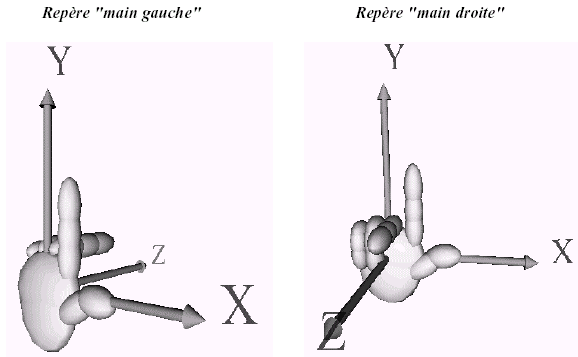 Repère "main gauche"
Repère "main droite"
Y
Z
X
Y
X
Z